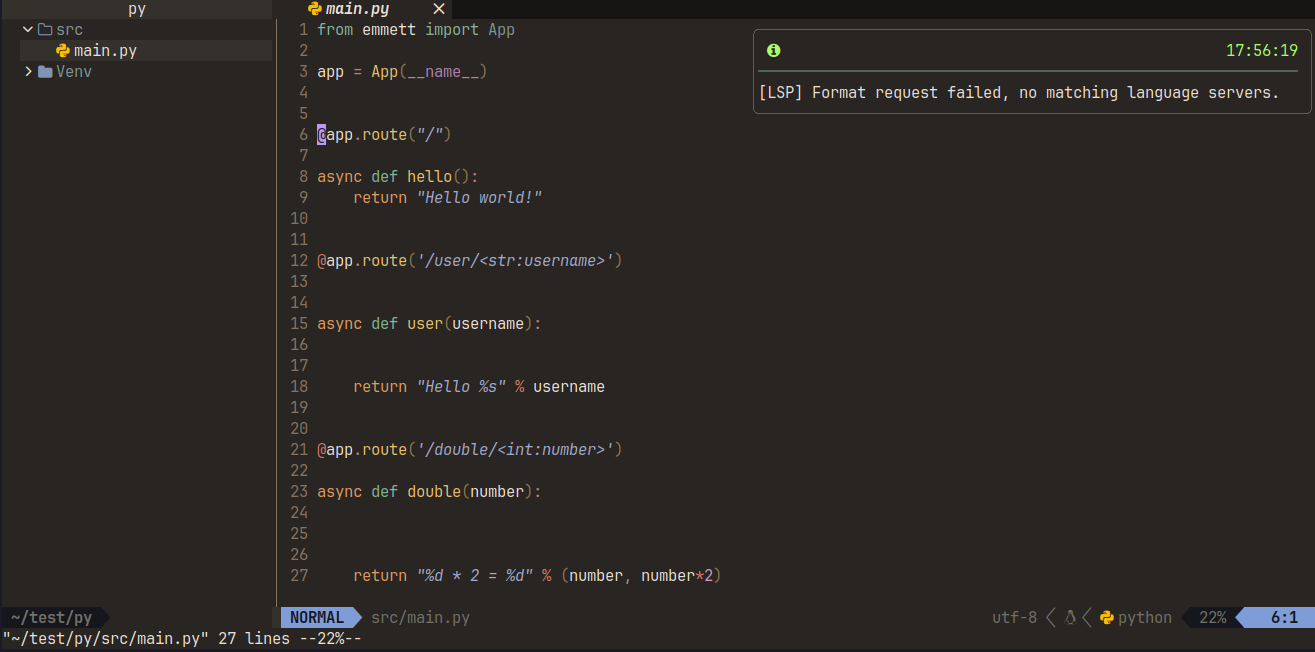 py
main.py
src
main.py
Venv
1 from emmett import App
2
3 app = App(__name__)
4
5
6 @app.route("/")
7
8 async def hello():
9     return "Hello world!"
10
11
12 @app.route('/user/<str:username>')
13
14
15 async def user(username):
16
17
18     return "Hello %s" % username
19
20
21 @app.route('/double/<int:number>')
22
23 async def double(number):
24
25
26
27     return "%d * 2 = %d" % (number, number*2)
17:56:19
[LSP] Format request failed, no matching language servers.
~/test/py NORMAL src/main.py utf-8 python 22% 6:1
"~/test/py/src/main.py" 27 lines --22%--